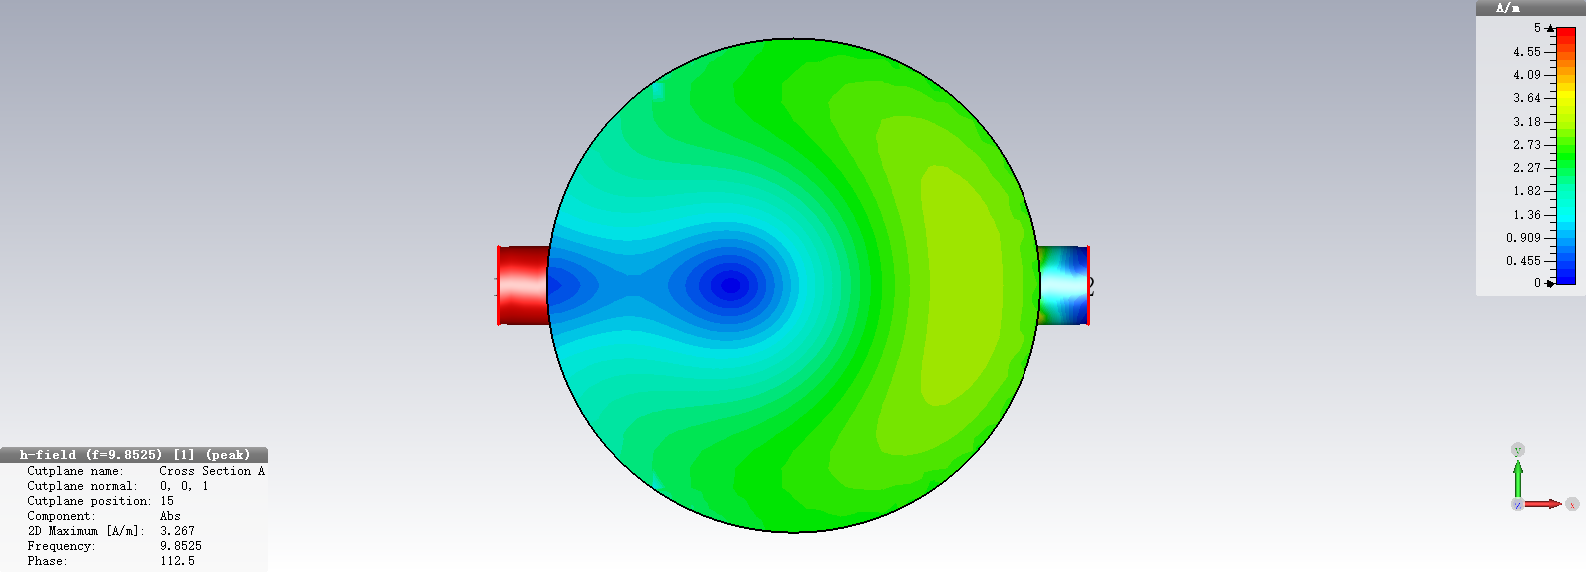 A/m
5
4.55
4.09
3.64
3.18
2.73
2.27
1.82
1.36
0.909
0.455
0
2
h-field (f=9.8525) [1] (peak)
Cutplane name: Cross Section A
Cutplane normal: 0, 0, 1
Cutplane position: 15
Component: Abs
2D Maximum [A/m]: 3.267
Frequency: 9.8525
Phase: 112.5
Y
Z
X